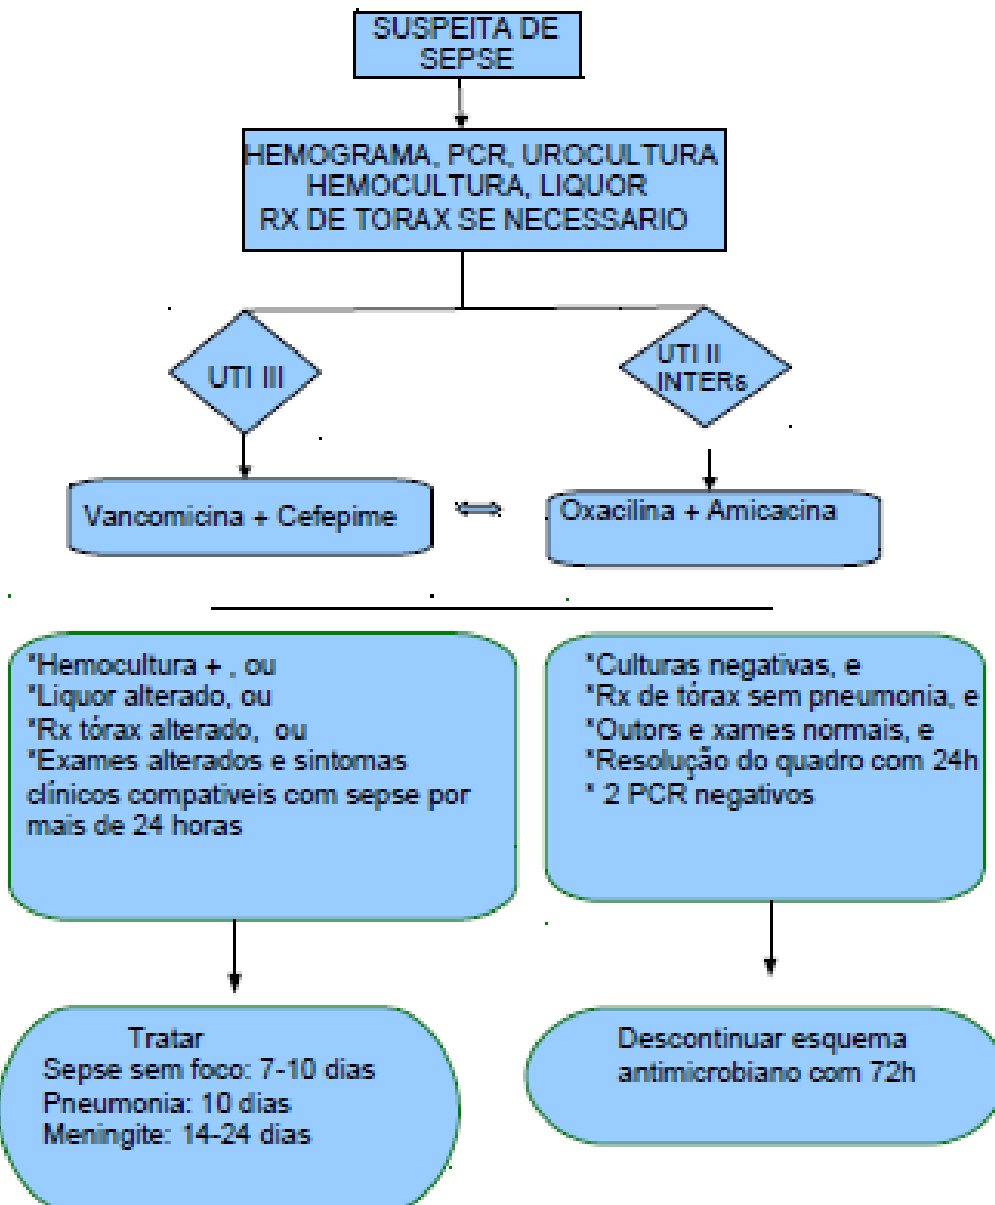 SUSPEITA DE
SEPSE
HEMOGRAMA, PCR, UROCULTURA
HEMOCULTURA, LIQUOR
RX DE TORAX SE NECESSARIO
UTI III
UTI II
INTERs
Vancomicina + Cefepime
Oxacilina + Amicacina
*Hemocultura + , ou
*Liquor alterado, ou
*Rx tórax alterado, ou
*Exames alterados e sintomas
clínicos compativeis com sepse por
mais de 24 horas
*Culturas negativas, e
*Rx de tórax sem pneumonia, e
*Outors e xames normais, e
*Resolução do quadro com 24h
* 2 PCR negativos
Tratar
Sepse sem foco: 7-10 dias
Pneumonia: 10 dias
Meningite: 14-24 dias
Descontinuar esquema
antimicrobiano com 72h